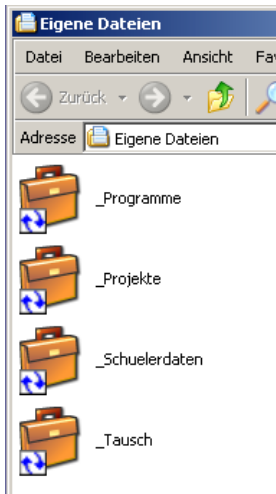 Eigene Dateien
Datei Bearbeiten Ansicht
Zurück
Adresse Eigene Dateien
_Programme
_Projekte
_Schuelerdaten
_Tausch